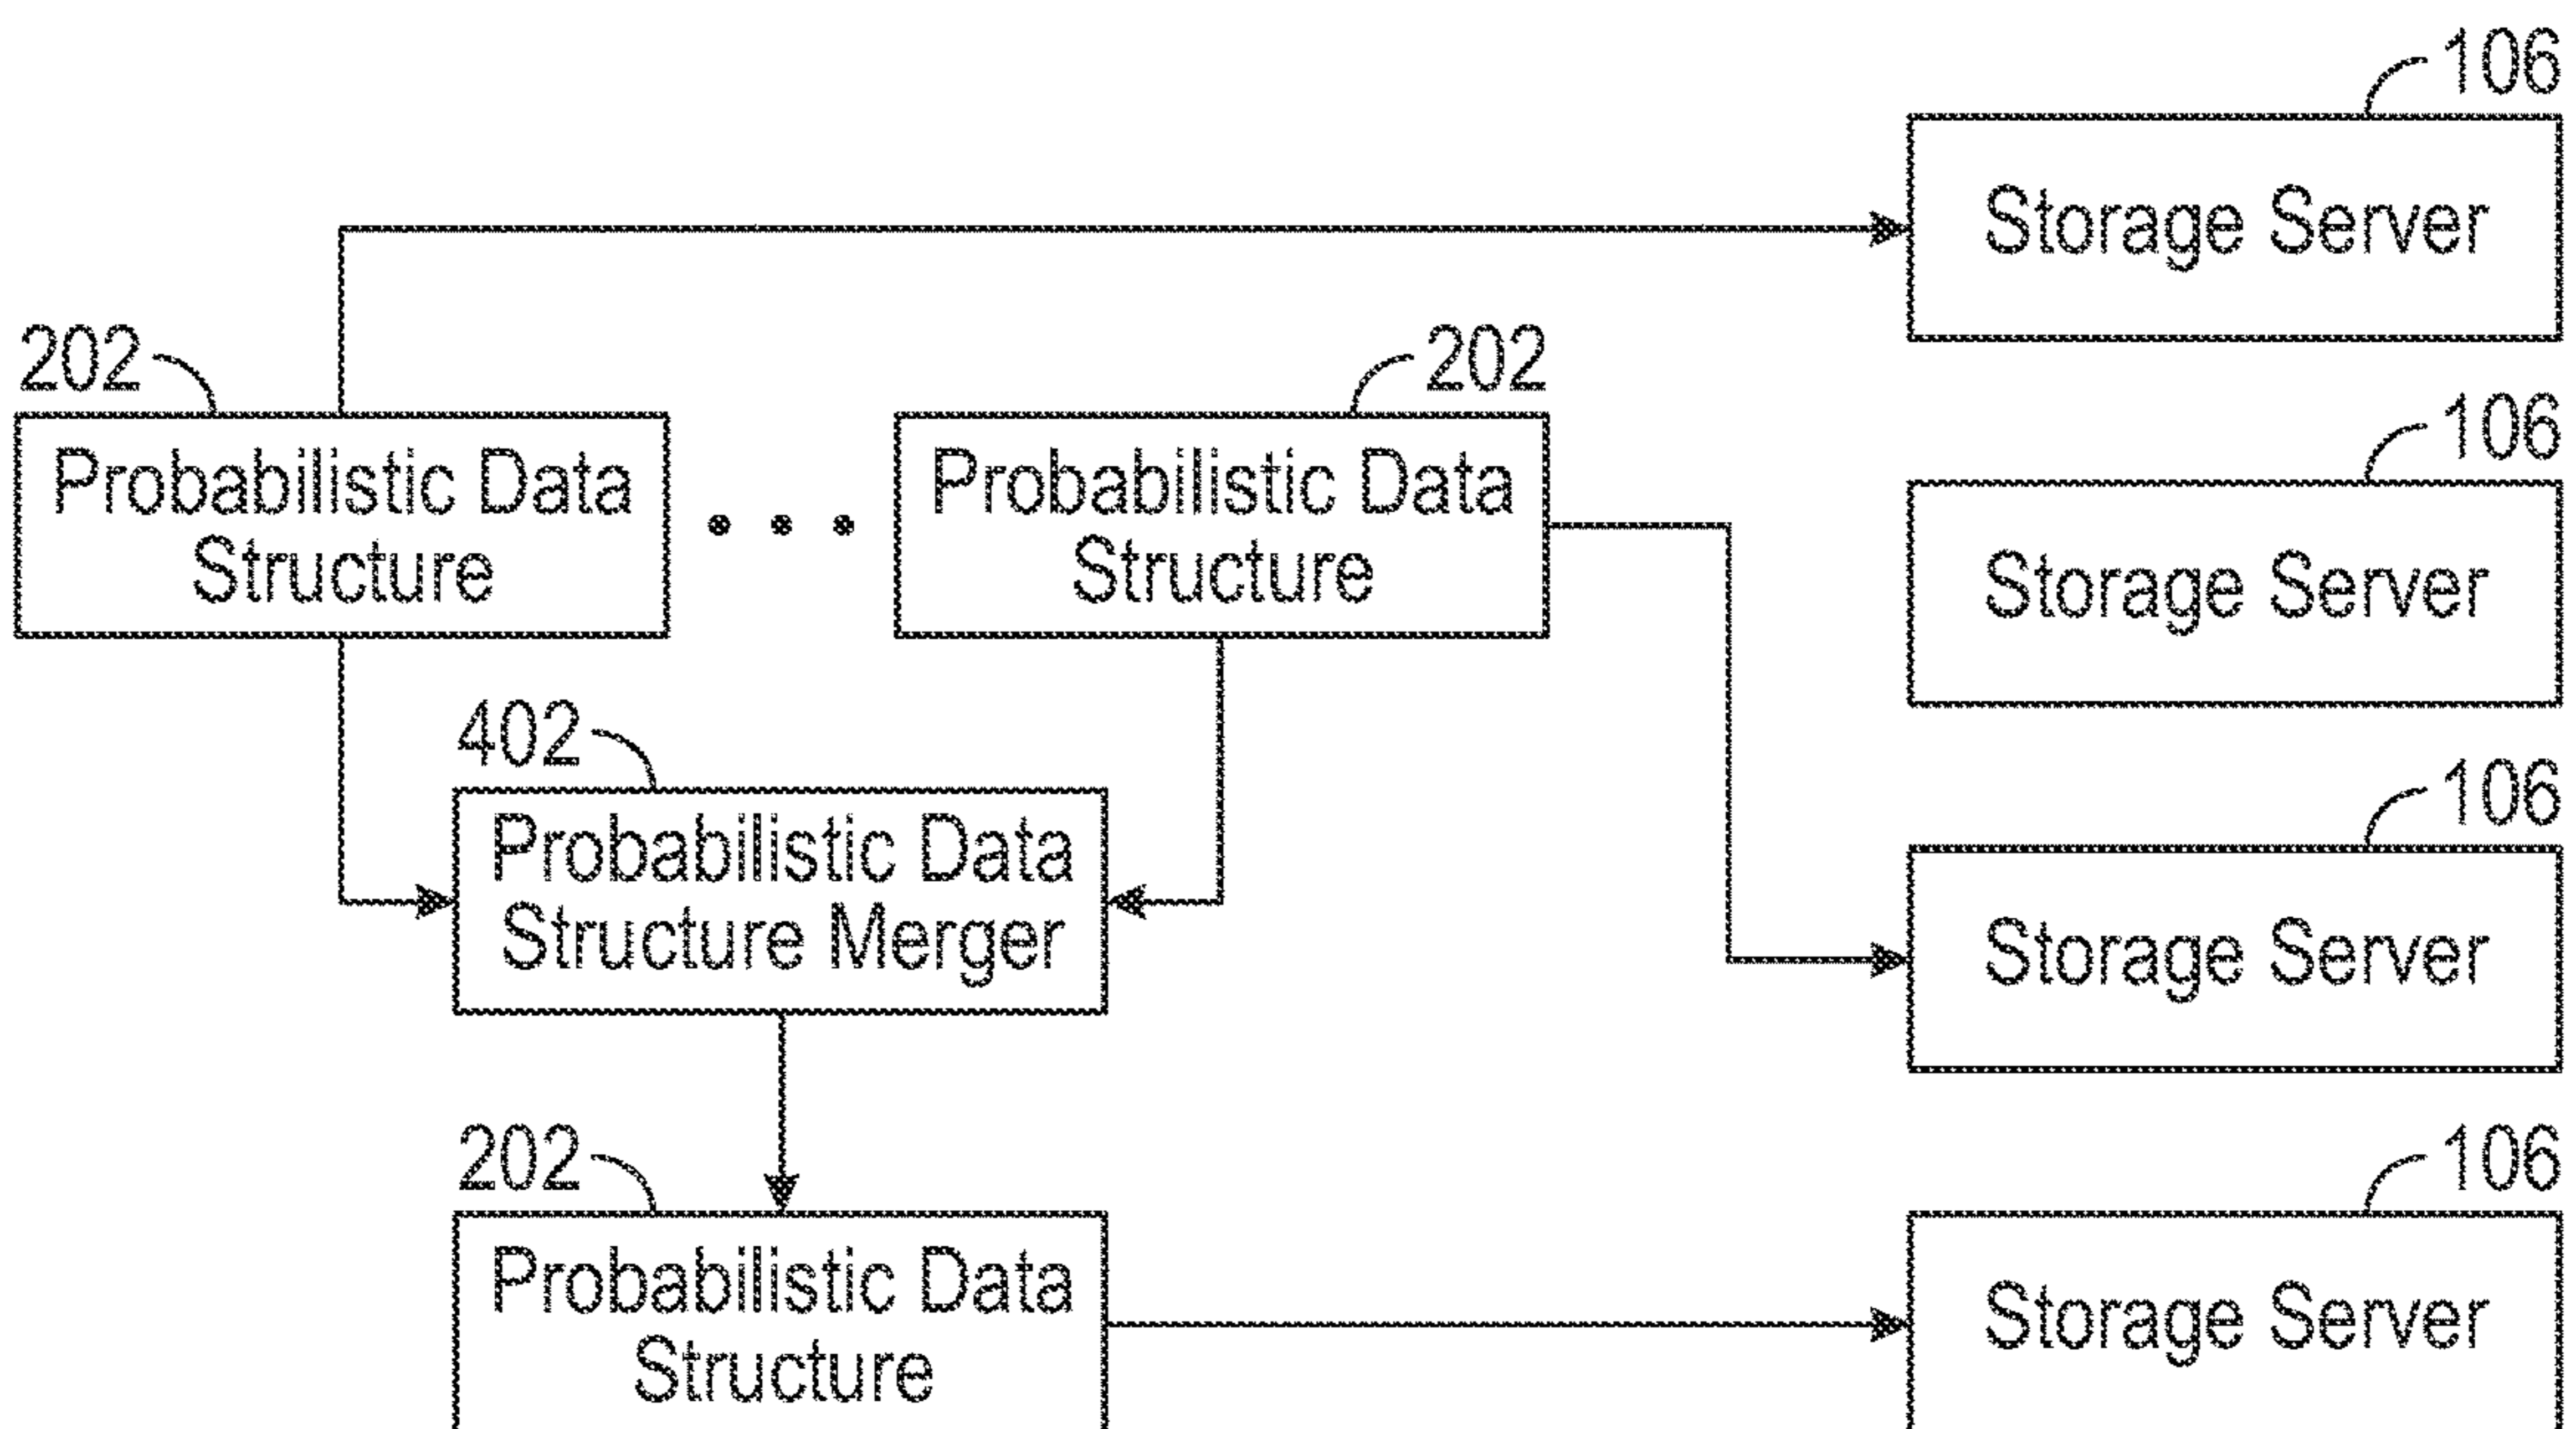 106
Storage Server
202
202
Probabilistic Data
Structure
Probabilistic Data
Structure
106
Storage Server
402
Probabilistic Data
Structure Merger
106
Storage Server
202
Probabilistic Data
Structure
106
Storage Server